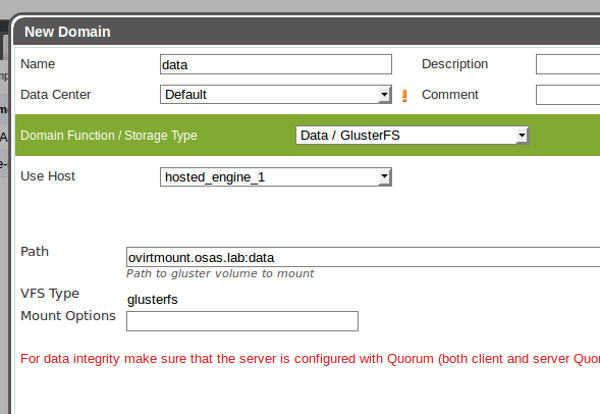 New Domain
Name data Description
Data Center Default ! Comment
Domain Function / Storage Type Data / GlusterFS
Use Host hosted_engine_1
Path ovirtmount.osas.lab:data
Path to gluster volume to mount
VFS Type glusterfs
Mount Options
For data integrity make sure that the server is configured with Quorum (both client and server Quor